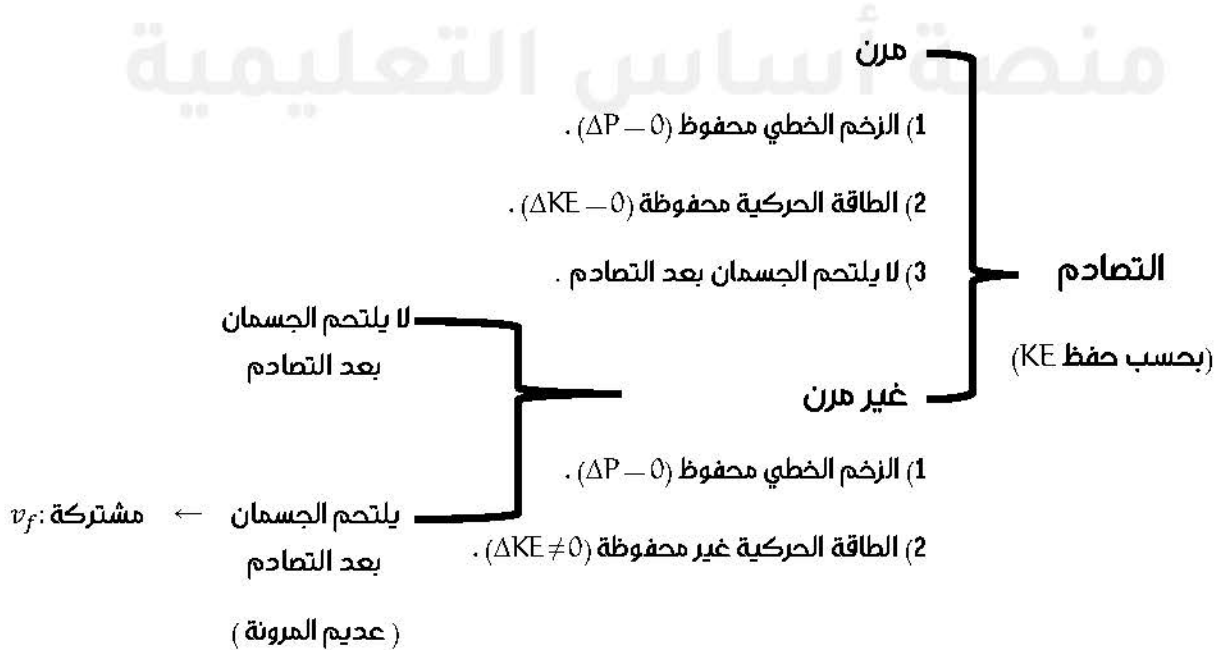 منصة أساس التعليمية
مرن
1) الزخم الخطي محفوظ (ΔP – 0) .
2) الطاقة الحركية محفوظة (ΔKE – 0) .
3) لا يلتحم الجسمان بعد التصادم .
التصادم
(بحسب حفظ KE)
غير مرن
1) الزخم الخطي محفوظ (ΔP – 0) .
2) الطاقة الحركية غير محفوظة (ΔKE ≠ 0) .
لا يلتحم الجسمان
بعد التصادم
يلتحم الجسمان ← مشتركة : v_f
بعد التصادم
( عديم المرونة )